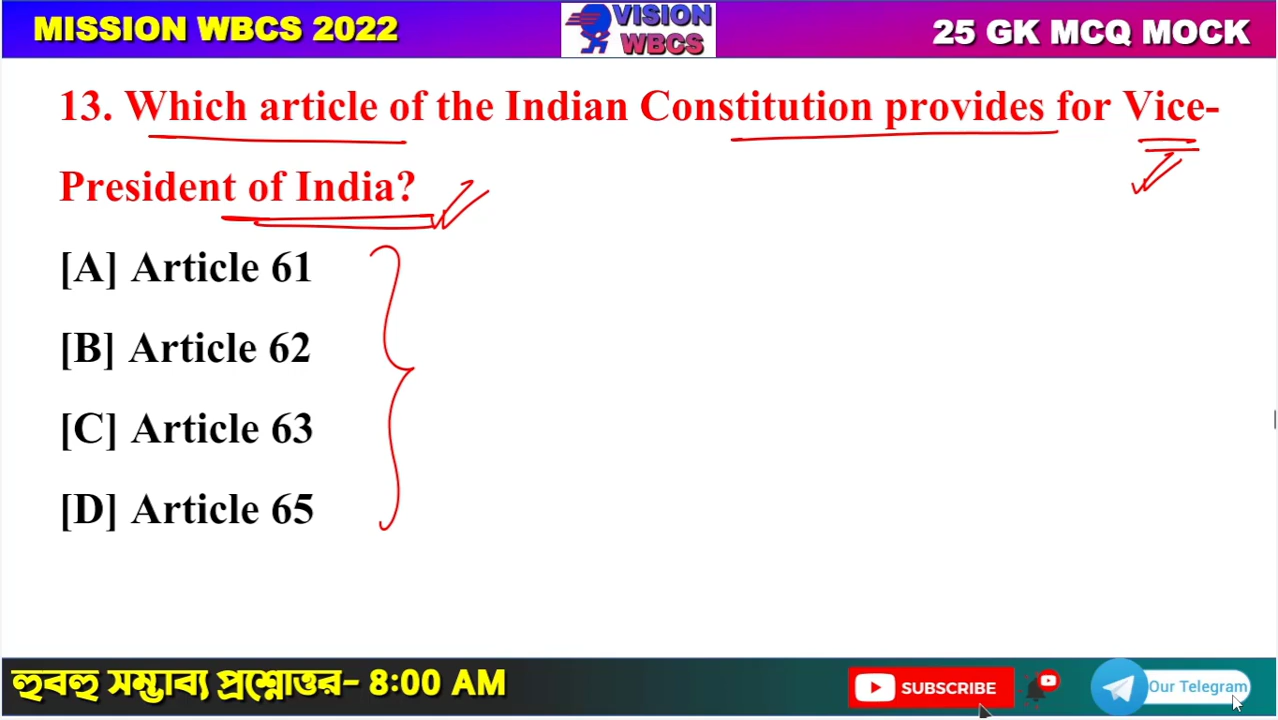 MISSION WBCS 2022
VISION
WBCS
25 GK MCQ MOCK
13. Which article of the Indian Constitution provides for Vice-
President of India?
[A] Article 61
[B] Article 62
[C] Article 63
[D] Article 65
হুবহু সম্ভাব্য প্রশ্নোত্তর- 8:00 AM
SUBSCRIBE
Our Telegram